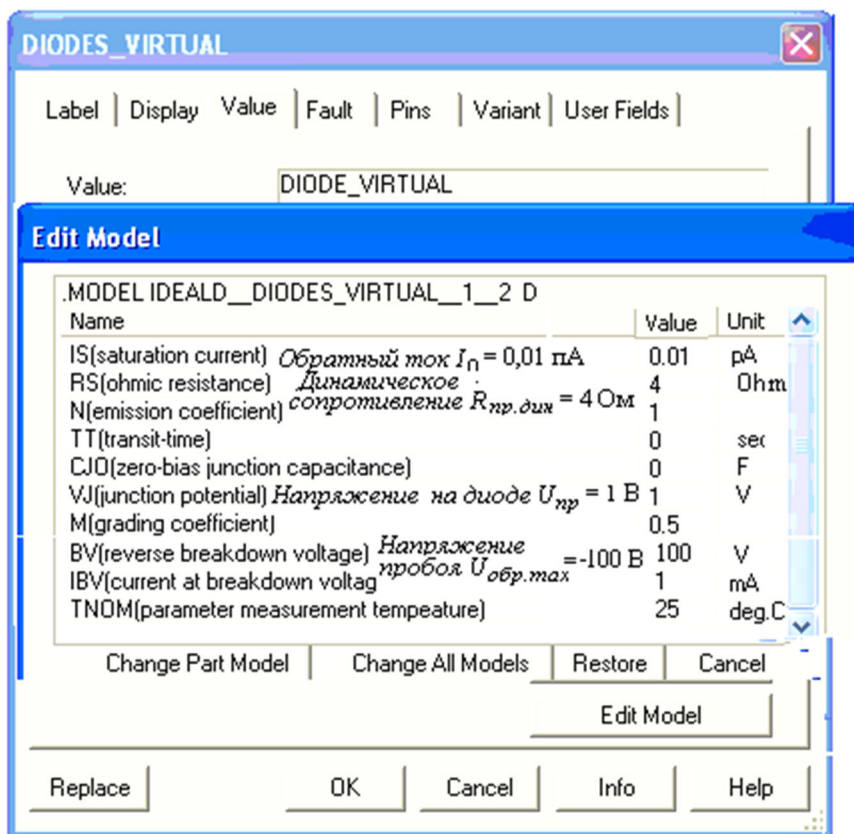 DIODES_VIRTUAL
Label Display Value Fault Pins Variant User Fields
Value: DIODE_VIRTUAL
Edit Model
.MODEL IDEALD__DIODES_VIRTUAL__1__2 D
Name Value Unit
IS(saturation current) Обратный ток I0 = 0,01 пА 0.01 pA
RS(ohmic resistance) Динамическое 4 Ohm
N(emission coefficient) сопротивление Rпр.дин = 4 Ом 1
TT(transit-time) 0 sec
CJO(zero-bias junction capacitance) 0 F
VJ(junction potential) Напряжение на диоде Uпр = 1 В 1 V
M(grading coefficient) 0.5
BV(reverse breakdown voltage) Напряжение 100 V
IBV(current at breakdown voltag пробоя Uобр.max =-100 В 1 mA
TNOM(parameter measurement tempeature) 25 deg.C
Change Part Model Change All Models Restore Cancel
Edit Model
Replace OK Cancel Info Help